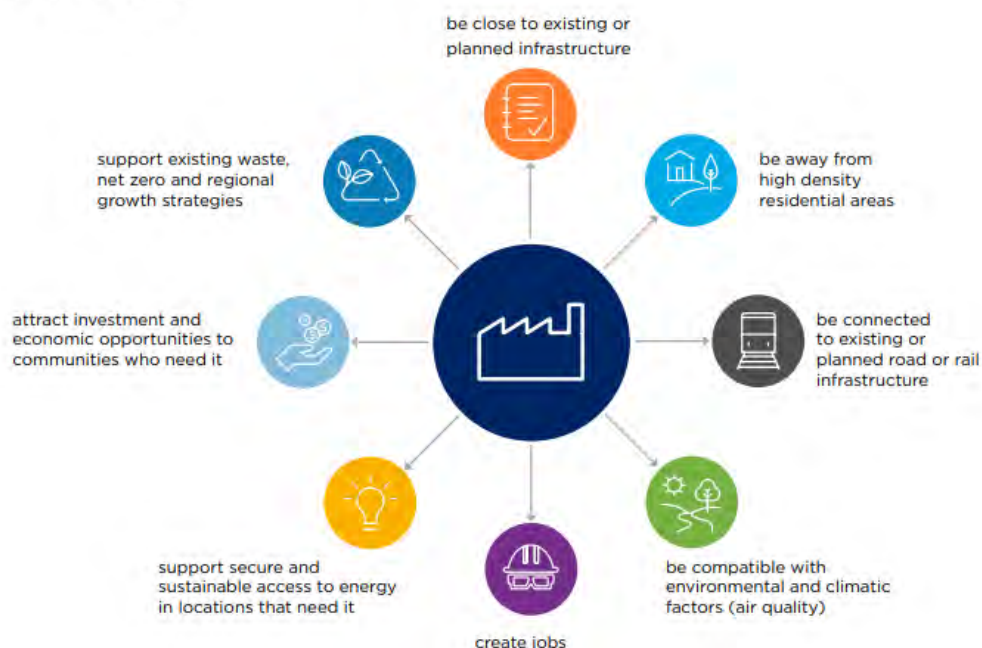 be close to existing or
planned infrastructure
be away from
high density
residential areas
be connected
to existing or
planned road or rail
infrastructure
be compatible with
environmental and climatic
factors (air quality)
create jobs
support secure and
sustainable access to energy
in locations that need it
attract investment and
economic opportunities to
communities who need it
support existing waste,
net zero and regional
growth strategies